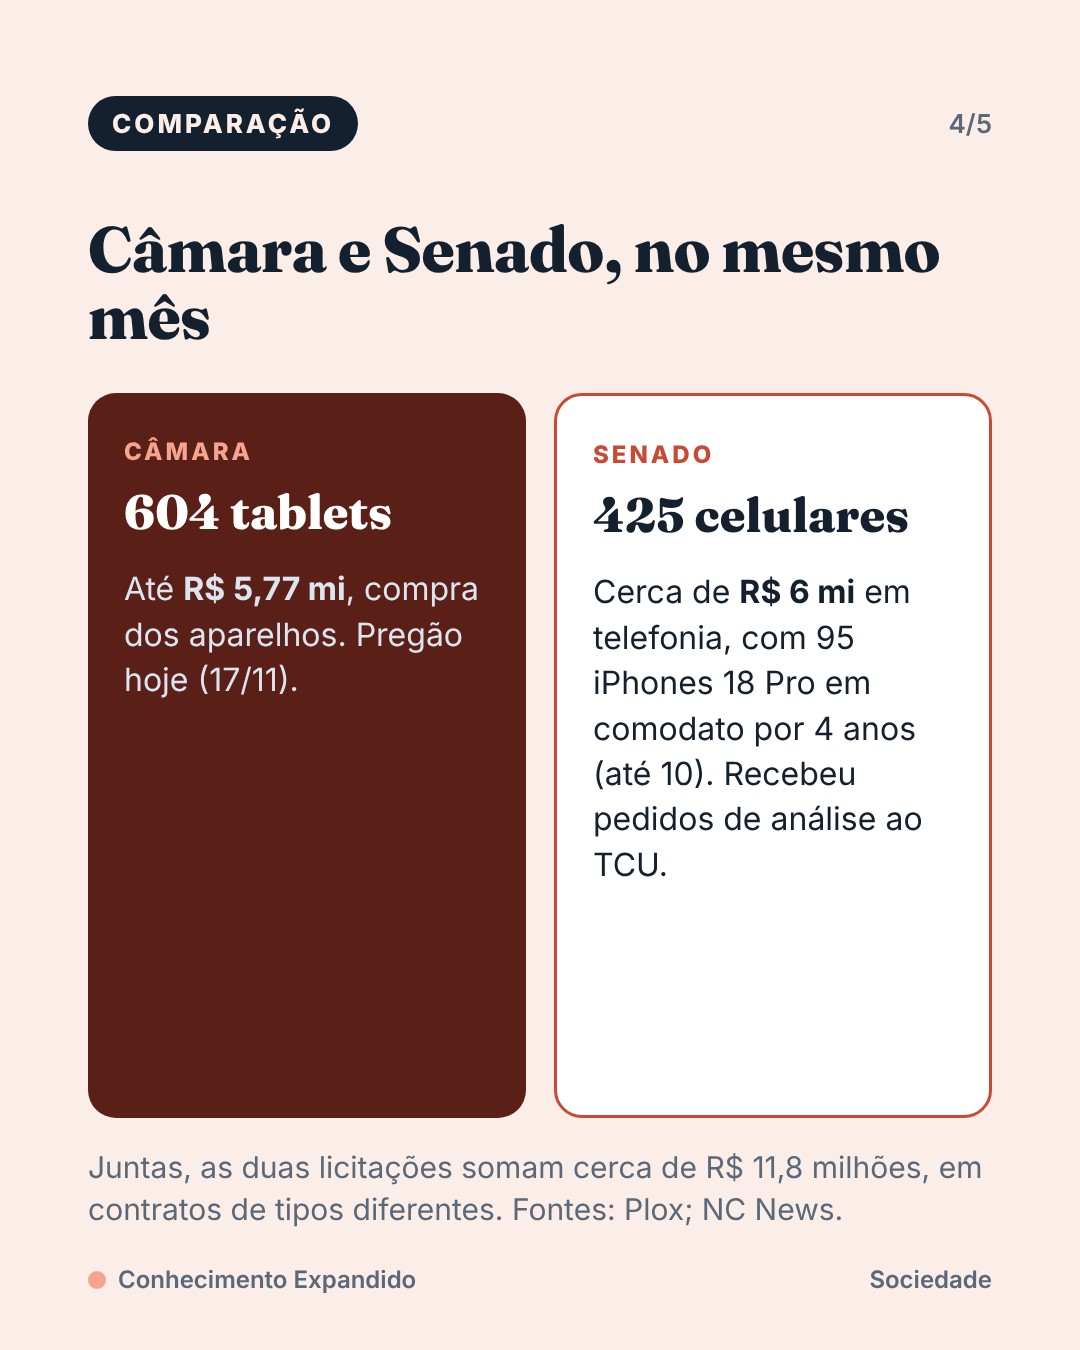 COMPARAÇÃO
4/5
Câmara e Senado, no mesmo
mês
CÂMARA
604 tablets
Até R$ 5,77 mi, compra
dos aparelhos. Pregão
hoje (17/11).
SENADO
425 celulares
Cerca de R$ 6 mi em
telefonia, com 95
iPhones 18 Pro em
comodato por 4 anos
(até 10). Recebeu
pedidos de análise ao
TCU.
Juntas, as duas licitações somam cerca de R$ 11,8 milhões, em
contratos de tipos diferentes. Fontes: Plox; NC News.
Conhecimento Expandido
Sociedade